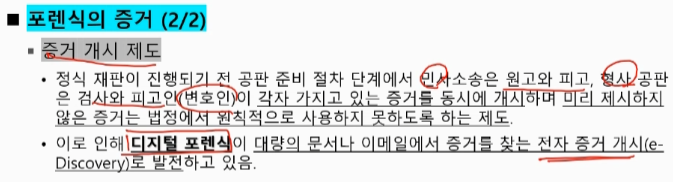 ■ 포렌식의 증거 (2/2)
▪ 증거 개시 제도
• 정식 재판이 진행되기 전 공판 준비 절차 단계에서 민사소송은 원고와 피고, 형사 공판
은 검사와 피고인(변호인)이 각자 가지고 있는 증거를 동시에 개시하며 미리 제시하지
않은 증거는 법정에서 원칙적으로 사용하지 못하도록 하는 제도.
• 이로 인해 디지털 포렌식이 대량의 문서나 이메일에서 증거를 찾는 전자 증거 개시(e-
Discovery)로 발전하고 있음.